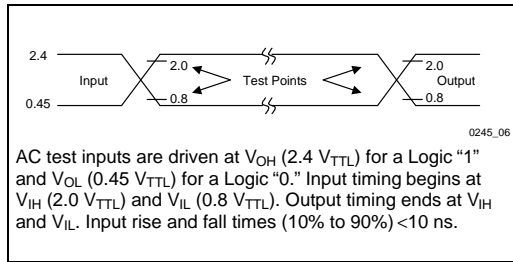 2.4
2.0
2.0
Input
Test Points
Output
0.45
0.8
0.8
0245_06
AC test inputs are driven at VOH (2.4 VTTL) for a Logic “1”
and VOL (0.45 VTTL) for a Logic “0.” Input timing begins at
VIH (2.0 VTTL) and VIL (0.8 VTTL). Output timing ends at VIH
and VIL. Input rise and fall times (10% to 90%) <10 ns.